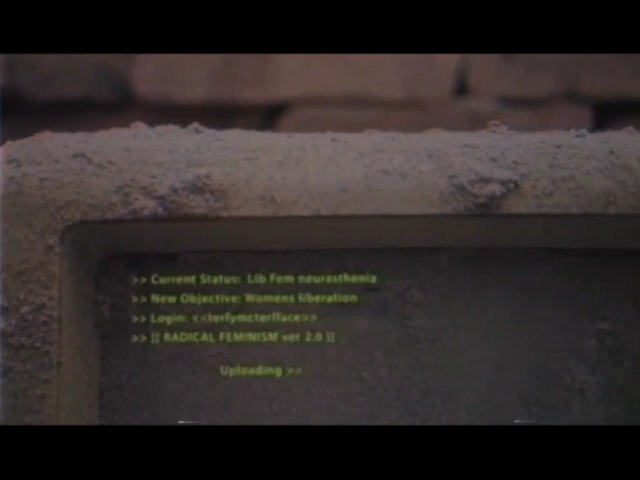 >> Current Status: Lib Fem neurasthenia
>> New Objective: Womens liberation
>> Login: <<terfymcterfface>>
>> [[ RADICAL FEMINISM ver 2.0 ]]
Uploading >>